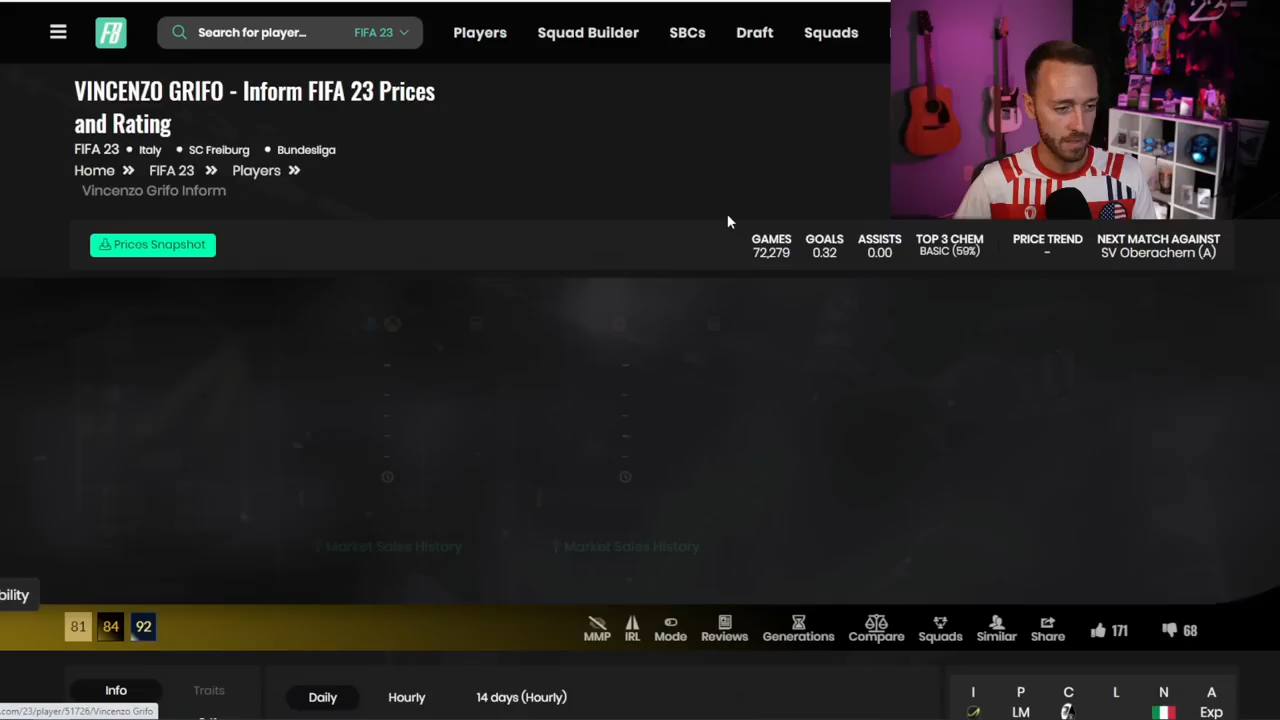 FB
Search for player...
FIFA 23
Players
Squad Builder
SBCs
Draft
Squads
VINCENZO GRIFO - Inform FIFA 23 Prices
and Rating
FIFA 23 • Italy • SC Freiburg • Bundesliga
Home » FIFA 23 » Players »
Vincenzo Grifo Inform
Prices Snapshot
GAMES
72,279
GOALS
0.32
ASSISTS
0.00
TOP 3 CHEM
BASIC (59%)
PRICE TREND
-
NEXT MATCH AGAINST
SV Oberachern (A)
Market Sales History
Market Sales History
bility
81
84
92
MMP
IRL
Mode
Reviews
Generations
Compare
Squads
Similar
Share
171
68
Info
Traits
Daily
Hourly
14 days (Hourly)
I P C L N A
LM
Exp
.com/23/player/51726/Vincenzo Grifo